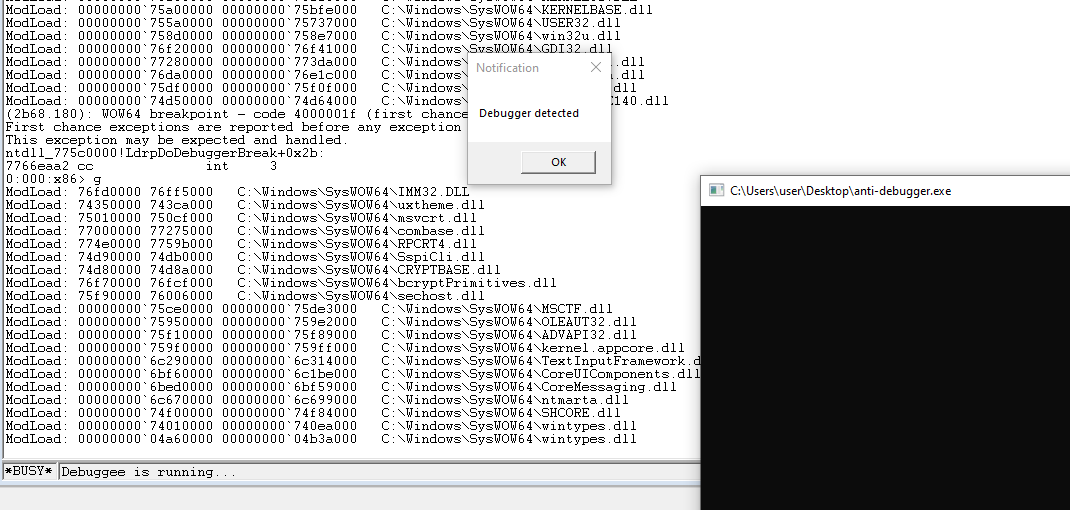 ModLoad: 00000000`755a0000 00000000`75bfe000 C:\Windows\SysWOW64\KERNELBASE.dll
ModLoad: 00000000`755a0000 00000000`75737000 C:\Windows\SysWOW64\USER32.dll
ModLoad: 00000000`758d0000 00000000`758e7000 C:\Windows\SysWOW64\win32u.dll
ModLoad: 00000000`76f20000 00000000`76f41000 C:\Windows\SysWOW64\GDI32.dll
ModLoad: 00000000`77280000 00000000`773da000
ModLoad: 00000000`76da0000 00000000`76e1c000
ModLoad: 00000000`75df0000 00000000`75f0f000
ModLoad: 00000000`74d50000 00000000`74d64000 E140.dll
(2b68.180): WOW64 breakpoint - code 4000001f (first chance
First chance exceptions are reported before any exception
This exception may be expected and handled.
ntdll_775c0000!LdrpDoDebuggerBreak+0x2b:
7766eaa2 cc int 3
0:000:x86> g
ModLoad: 76fd0000 76ff5000 C:\Windows\SysWOW64\IMM32.DLL
ModLoad: 74350000 743ca000 C:\Windows\SysWOW64\uxtheme.dll
ModLoad: 75010000 750cf000 C:\Windows\SysWOW64\msvcrt.dll
ModLoad: 77000000 77275000 C:\Windows\SysWOW64\combase.dll
ModLoad: 774e0000 7759b000 C:\Windows\SysWOW64\RPCRT4.dll
ModLoad: 74d90000 74db0000 C:\Windows\SysWOW64\SspiCli.dll
ModLoad: 74d80000 74d8a000 C:\Windows\SysWOW64\CRYPTBASE.dll
ModLoad: 76f70000 76fcf000 C:\Windows\SysWOW64\bcryptPrimitives.dll
ModLoad: 75f90000 76006000 C:\Windows\SysWOW64\sechost.dll
ModLoad: 00000000`75ce0000 00000000`75de3000 C:\Windows\SysWOW64\MSCTF.dll
ModLoad: 00000000`75950000 00000000`759e2000 C:\Windows\SysWOW64\OLEAUT32.dll
ModLoad: 00000000`75f10000 00000000`75f89000 C:\Windows\SysWOW64\ADVAPI32.dll
ModLoad: 00000000`759f0000 00000000`759ff000 C:\Windows\SysWOW64\kernel.appcore.dll
ModLoad: 00000000`6c290000 00000000`6c314000 C:\Windows\SysWOW64\TextInputFramework.d
ModLoad: 00000000`6bf60000 00000000`6c1be000 C:\Windows\SysWOW64\CoreUIComponents.dll
ModLoad: 00000000`6bed0000 00000000`6bf59000 C:\Windows\SysWOW64\CoreMessaging.dll
ModLoad: 00000000`6c670000 00000000`6c699000 C:\Windows\SysWOW64\ntmarta.dll
ModLoad: 00000000`74f00000 00000000`74f84000 C:\Windows\SysWOW64\SHCORE.dll
ModLoad: 00000000`74010000 00000000`740ea000 C:\Windows\SysWOW64\wintypes.dll
ModLoad: 00000000`04a60000 00000000`04b3a000 C:\Windows\SysWOW64\wintypes.dll
*BUSY* Debuggee is running...
Notification
Debugger detected
OK
C:\Users\user\Desktop\anti-debugger.exe